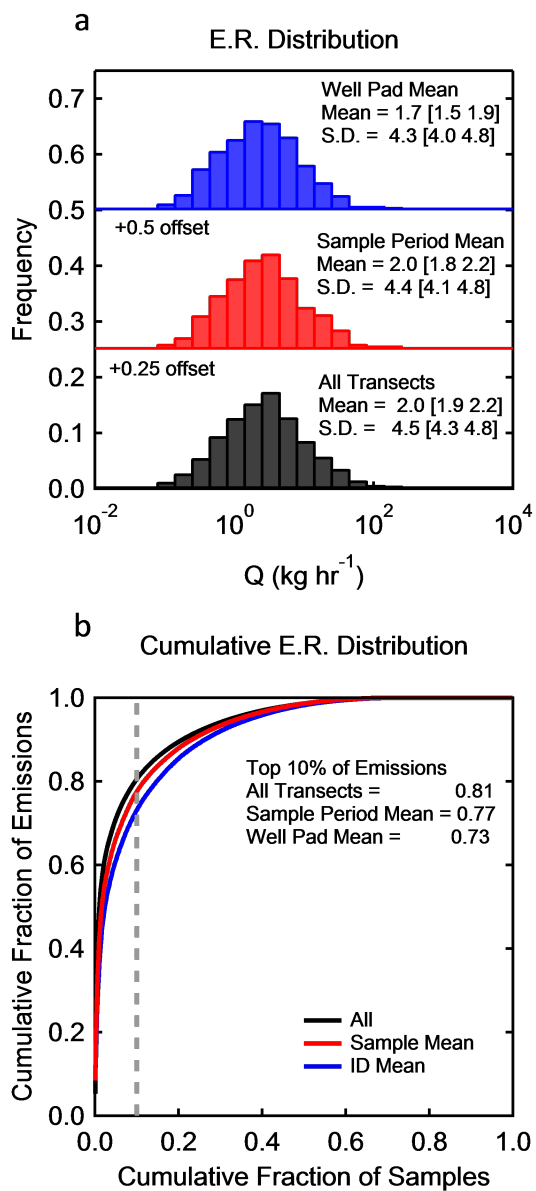 a
E.R. Distribution
0.7
0.6
0.5
0.4
0.3
0.2
0.1
0.0
Frequency
Well Pad Mean
Mean = 1.7 [1.5 1.9]
S.D. = 4.3 [4.0 4.8]
+0.5 offset
Sample Period Mean
Mean = 2.0 [1.8 2.2]
S.D. = 4.4 [4.1 4.8]
+0.25 offset
All Transects
Mean = 2.0 [1.9 2.2]
S.D. = 4.5 [4.3 4.8]
10^-2 10^0 10^2 10^4
Q (kg hr^-1)
b
Cumulative E.R. Distribution
1.0
0.8
0.6
0.4
0.2
0.0
Cumulative Fraction of Emissions
Top 10% of Emissions
All Transects = 0.81
Sample Period Mean = 0.77
Well Pad Mean = 0.73
All
Sample Mean
ID Mean
0.0 0.2 0.4 0.6 0.8 1.0
Cumulative Fraction of Samples